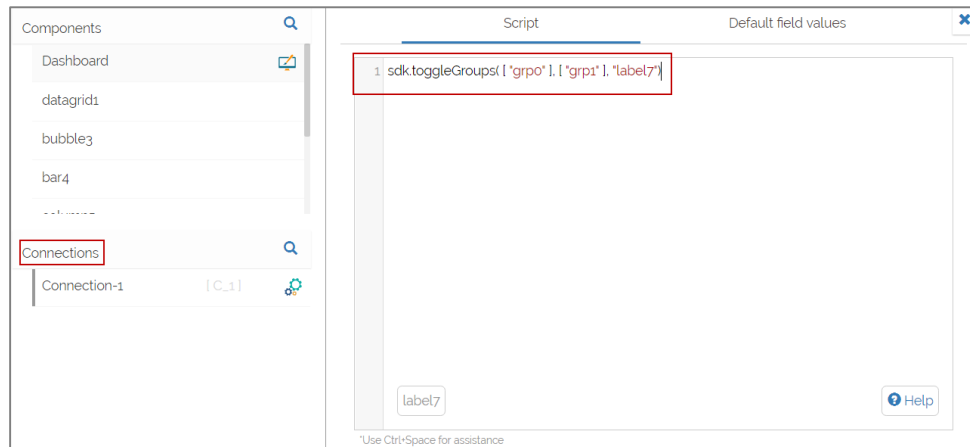 Components
Dashboard
datagrid1
bubble3
bar4
Connections
Connection-1 [ C_1 ]
Script
Default field values
1 sdk.toggleGroups( [ "grp0" ], [ "grp1" ], "label7")
label7
Help
*Use Ctrl+Space for assistance